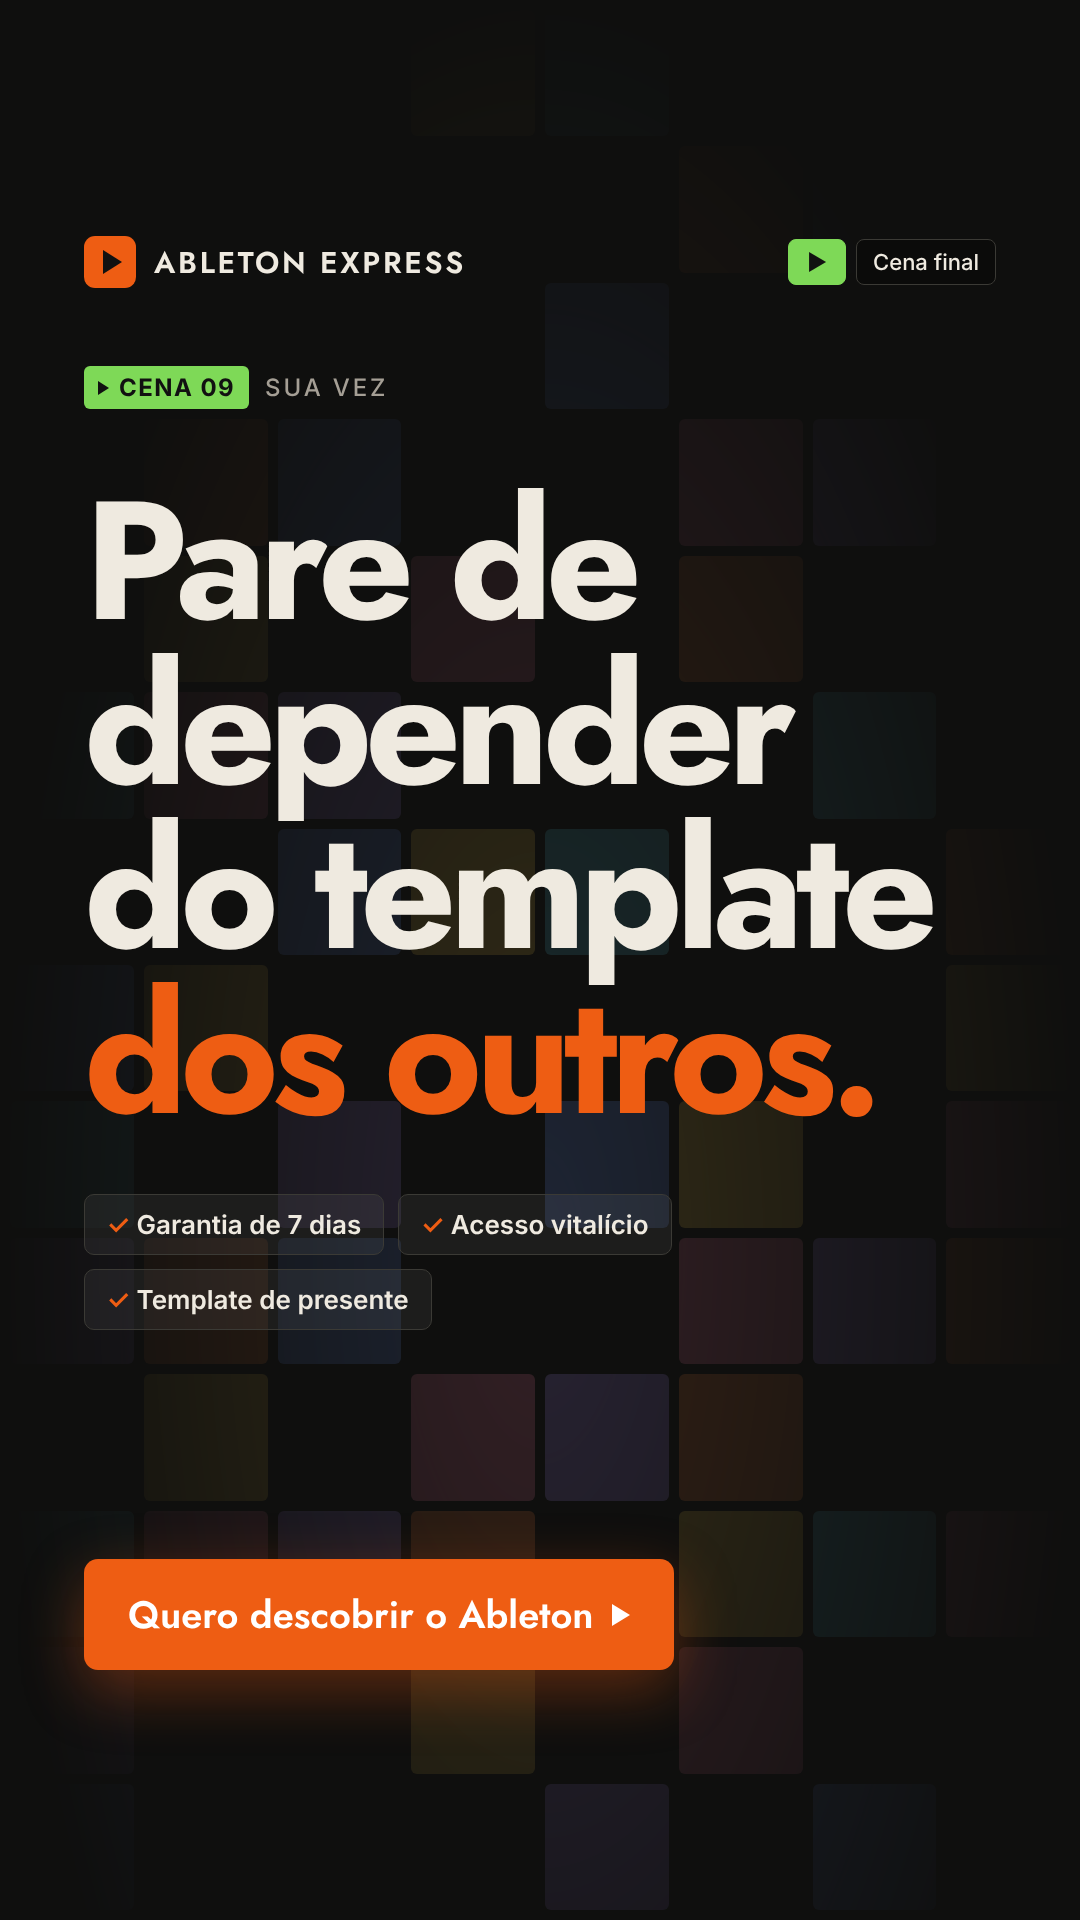 ABLETON EXPRESS
Cena final
CENA 09 SUA VEZ
Pare de
depender
do template
dos outros.
Garantia de 7 dias
Acesso vitalício
Template de presente
Quero descobrir o Ableton